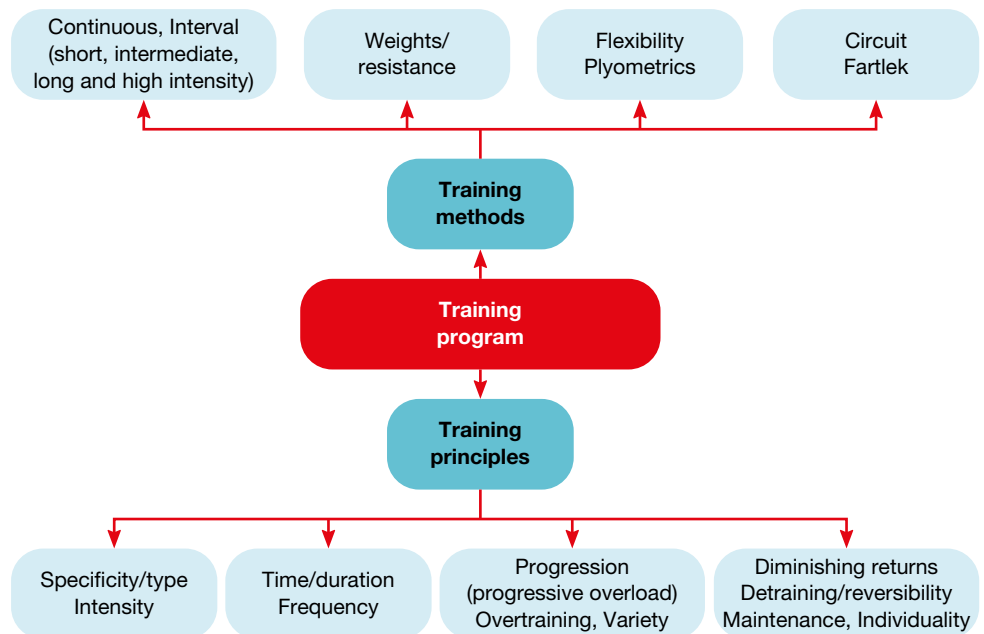 Continuous, Interval
(short, intermediate,
long and high intensity)
Weights/
resistance
Flexibility
Plyometrics
Circuit
Fartlek
Training
methods
Training
program
Training
principles
Specificity/type
Intensity
Time/duration
Frequency
Progression
(progressive overload)
Overtraining, Variety
Diminishing returns
Detraining/reversibility
Maintenance, Individuality